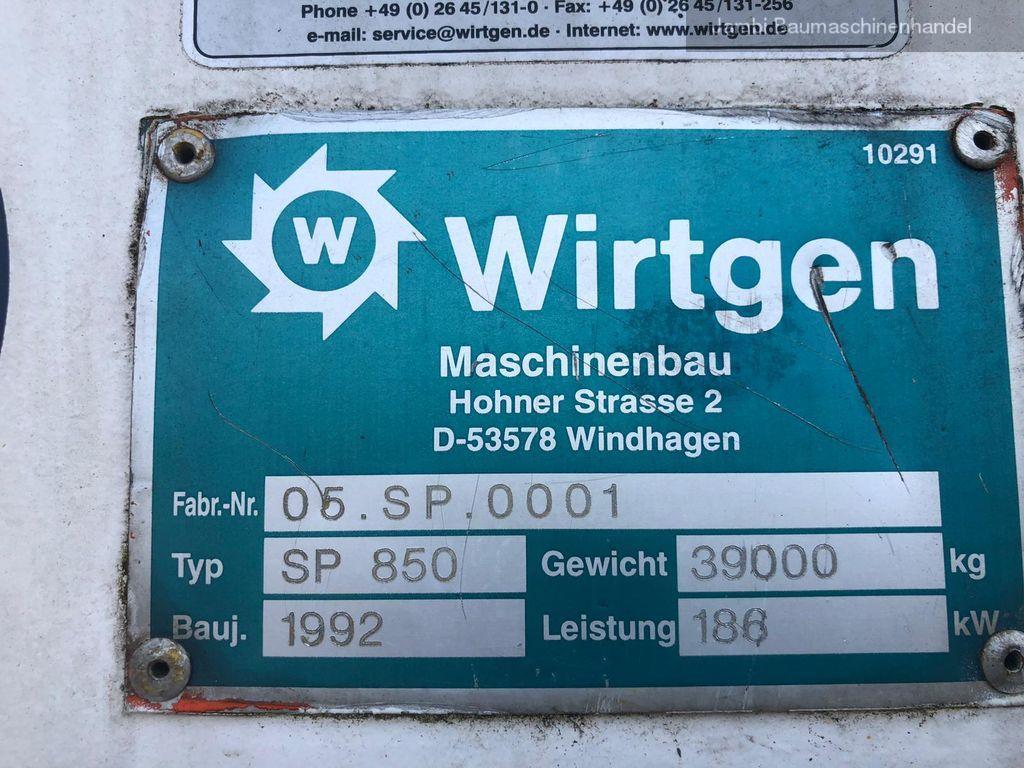 Phone +49 (0) 26 45/131-0 · Fax: +49 (0) 26 45/131-256
e-mail: service@wirtgen.de · Internet: www.wirtgen.de
Jambi Baumaschinenhandel
10291
W
Wirtgen
Maschinenbau
Hohner Strasse 2
D-53578 Windhagen
Fabr.-Nr. 05.SP.0001
Typ SP 850 Gewicht 39000 kg
Bauj. 1992 Leistung 186 kW